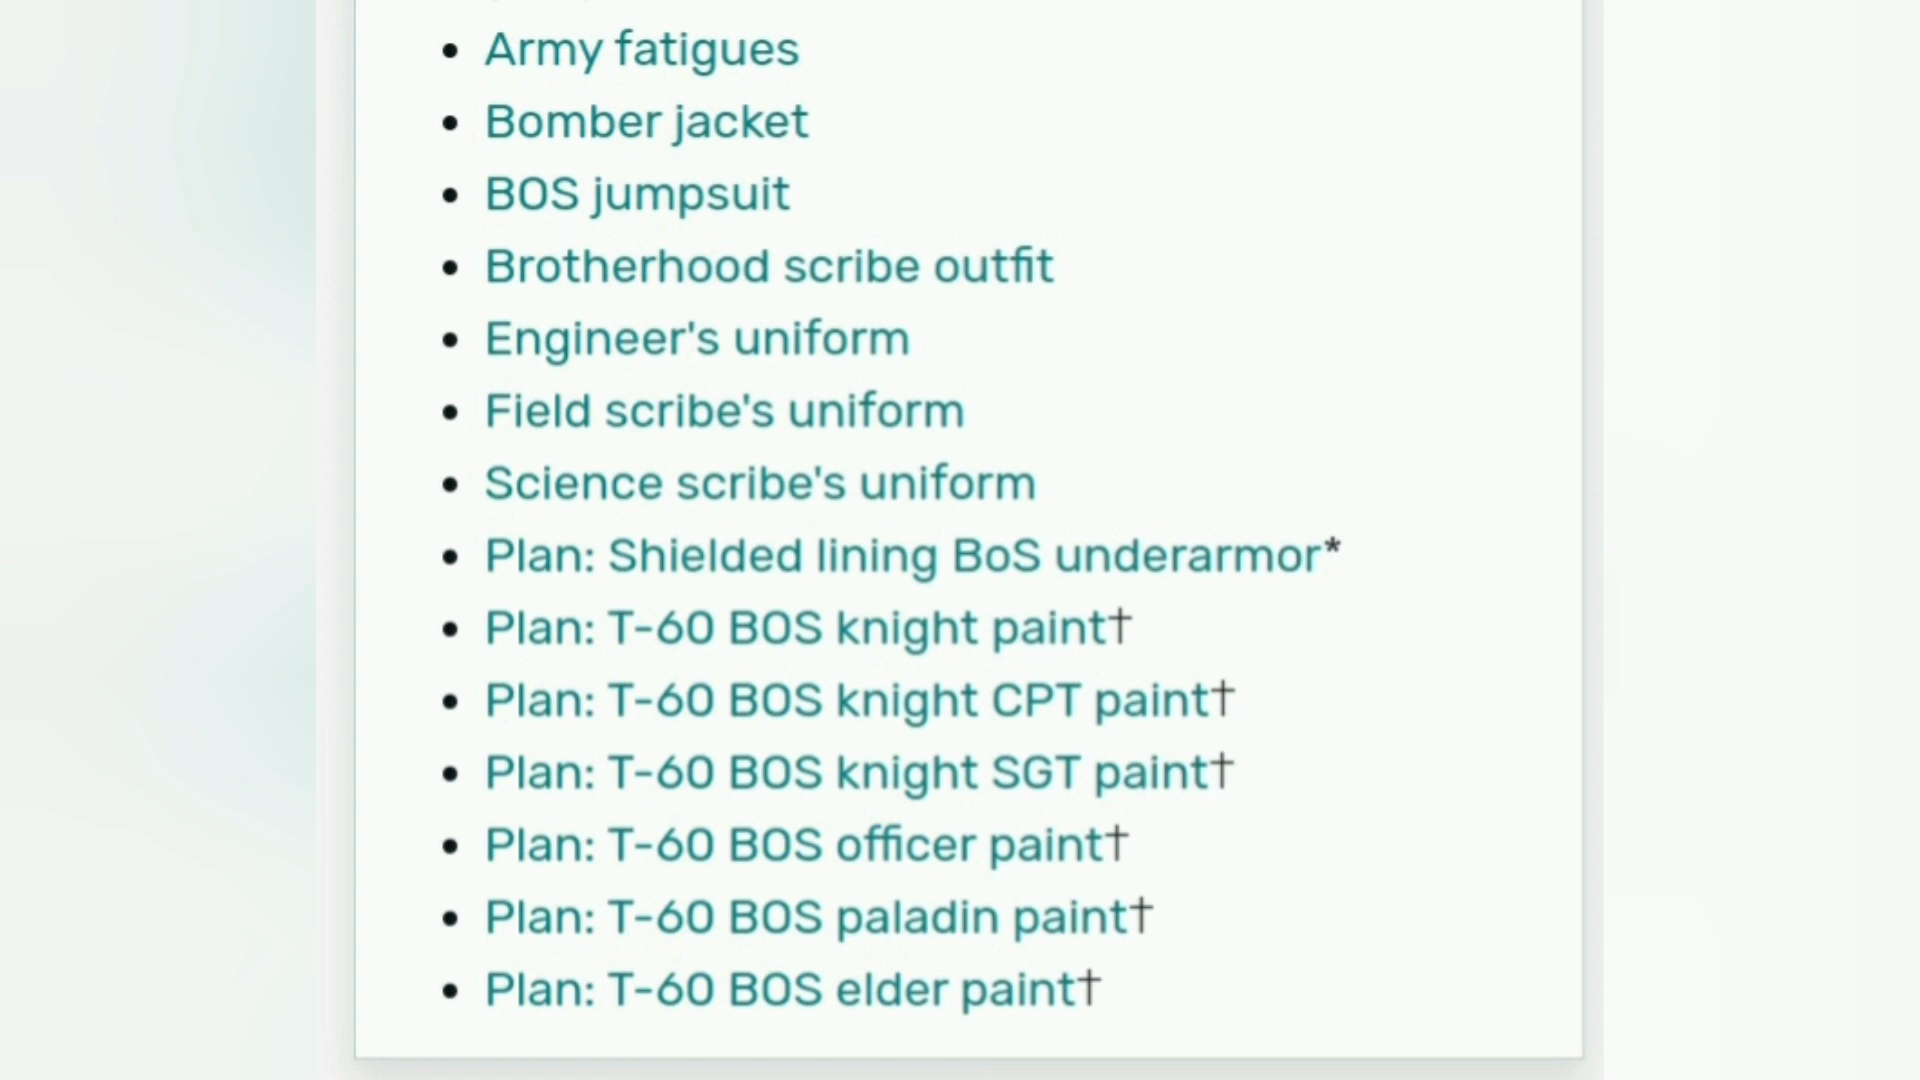 Army fatigues
Bomber jacket
BOS jumpsuit
Brotherhood scribe outfit
Engineer's uniform
Field scribe's uniform
Science scribe's uniform
Plan: Shielded lining BoS underarmor*
Plan: T-60 BOS knight paint†
Plan: T-60 BOS knight CPT paint†
Plan: T-60 BOS knight SGT paint†
Plan: T-60 BOS officer paint†
Plan: T-60 BOS paladin paint†
Plan: T-60 BOS elder paint†